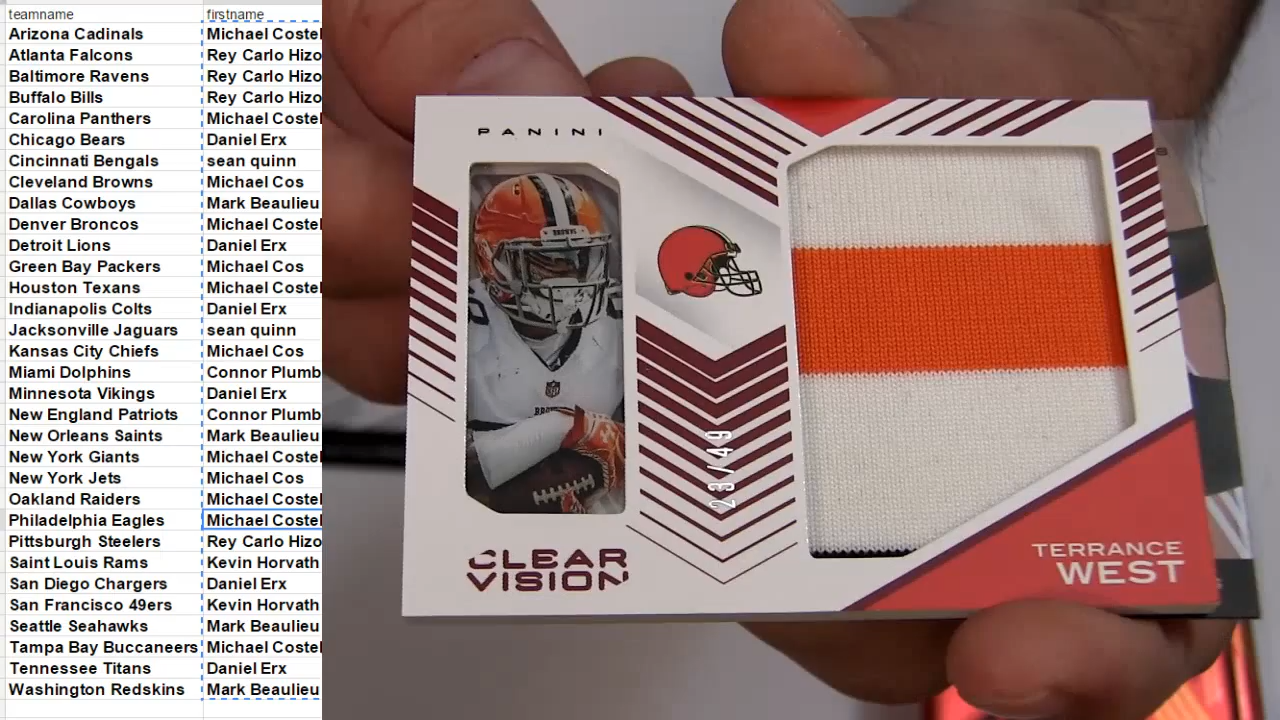 teamname firstname
Arizona Cadinals Michael Costel
Atlanta Falcons Rey Carlo Hizo
Baltimore Ravens Rey Carlo Hizo
Buffalo Bills Rey Carlo Hizo
Carolina Panthers Michael Costel
Chicago Bears Daniel Erx
Cincinnati Bengals sean quinn
Cleveland Browns Michael Cos
Dallas Cowboys Mark Beaulieu
Denver Broncos Michael Costel
Detroit Lions Daniel Erx
Green Bay Packers Michael Cos
Houston Texans Michael Costel
Indianapolis Colts Daniel Erx
Jacksonville Jaguars sean quinn
Kansas City Chiefs Michael Cos
Miami Dolphins Connor Plumb
Minnesota Vikings Daniel Erx
New England Patriots Connor Plumb
New Orleans Saints Mark Beaulieu
New York Giants Michael Costel
New York Jets Michael Cos
Oakland Raiders Michael Costel
Philadelphia Eagles Michael Costel
Pittsburgh Steelers Rey Carlo Hizo
Saint Louis Rams Kevin Horvath
San Diego Chargers Daniel Erx
San Francisco 49ers Kevin Horvath
Seattle Seahawks Mark Beaulieu
Tampa Bay Buccaneers Michael Costel
Tennessee Titans Daniel Erx
Washington Redskins Mark Beaulieu
PANINI
BROWNS
NFL
23/49
CLEAR
VISION
TERRANCE
WEST